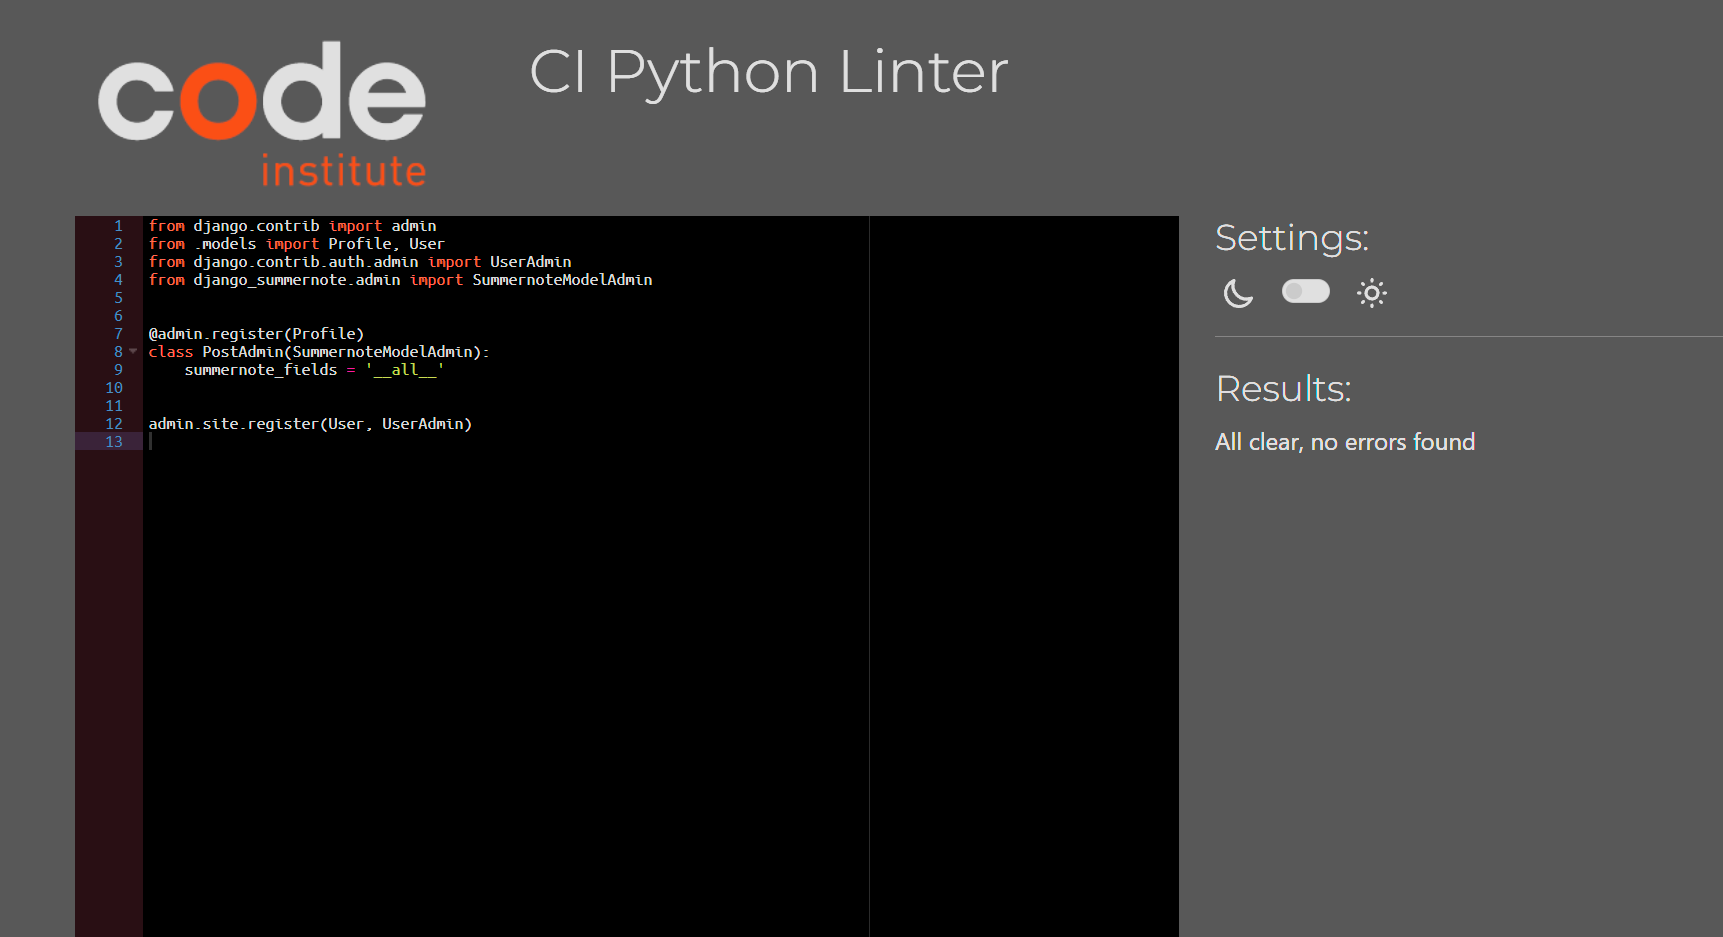 code
institute
CI Python Linter
1 from django.contrib import admin
2 from .models import Profile, User
3 from django.contrib.auth.admin import UserAdmin
4 from django_summernote.admin import SummernoteModelAdmin
5
6
7 @admin.register(Profile)
8 class PostAdmin(SummernoteModelAdmin):
9     summernote_fields = '__all__'
10
11
12 admin.site.register(User, UserAdmin)
13
Settings:
Results:
All clear, no errors found